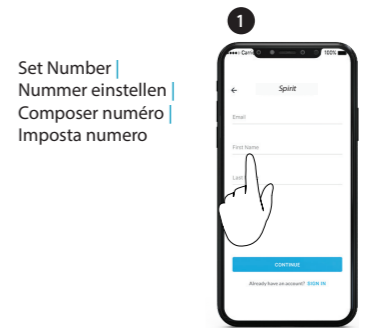 1
Set Number |
Nummer einstellen |
Composer numéro |
Imposta numero
100%
Spirit
Email
First Name
CONTINUE
Already have an account? SIGN IN